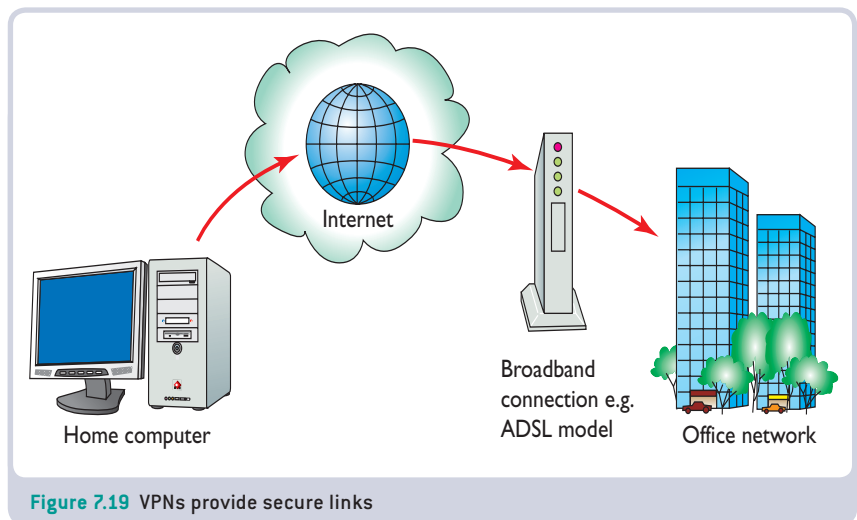 Internet
Home computer
Broadband
connection e.g.
ADSL model
Office network
Figure 7.19 VPNs provide secure links